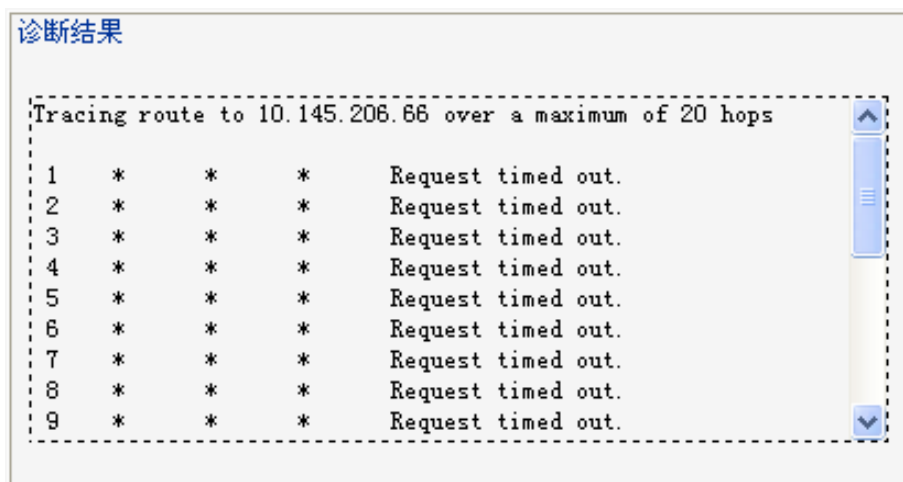 诊断结果
Tracing route to 10.145.206.66 over a maximum of 20 hops
1 * * * Request timed out.
2 * * * Request timed out.
3 * * * Request timed out.
4 * * * Request timed out.
5 * * * Request timed out.
6 * * * Request timed out.
7 * * * Request timed out.
8 * * * Request timed out.
9 * * * Request timed out.